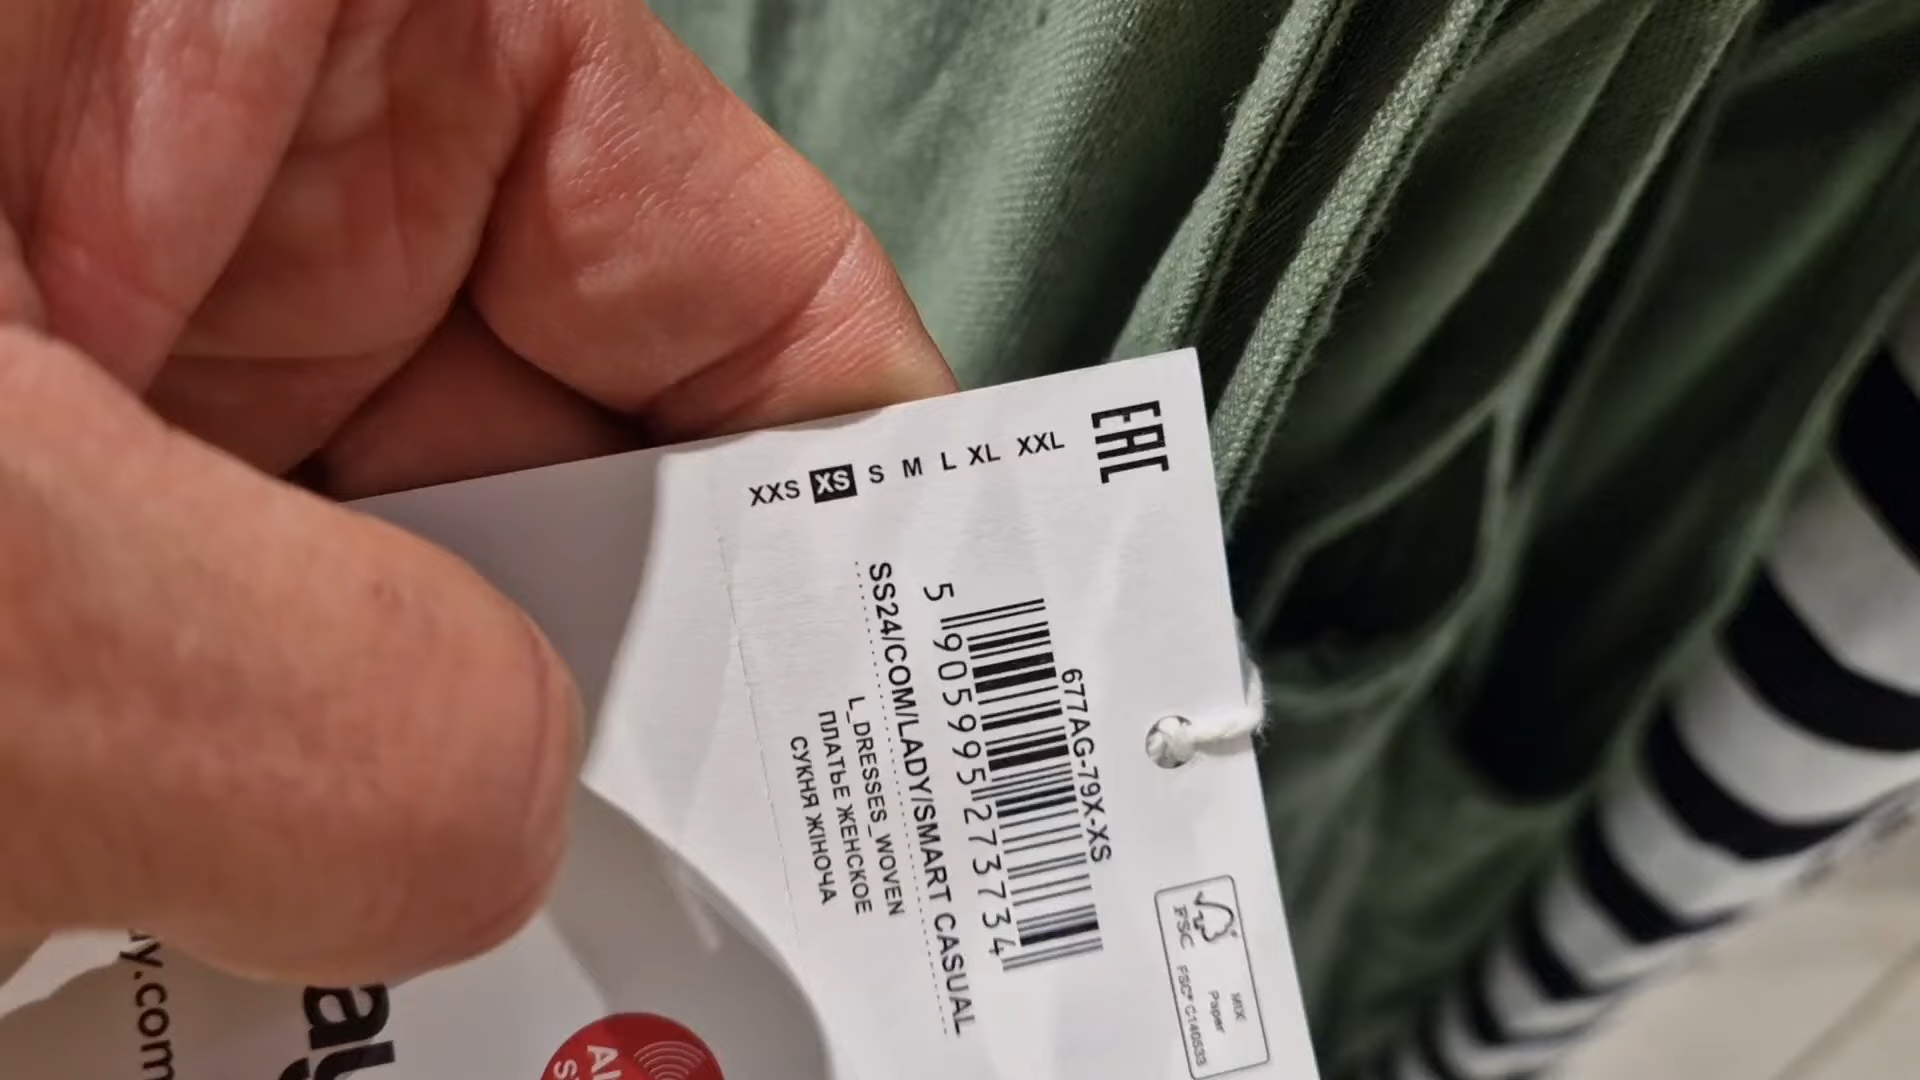 EAC
XXS XS S M L XL XXL
677AG-79X-XS
5 905995 273734
SS24/COM/LADY/SMART CASUAL
L_DRESSES_WOVEN
ПЛАТЬЕ ЖЕНСКОЕ
СУКНЯ ЖІНОЧА
FSC
MIX
Paper
FSC® C140533
ay
y.com